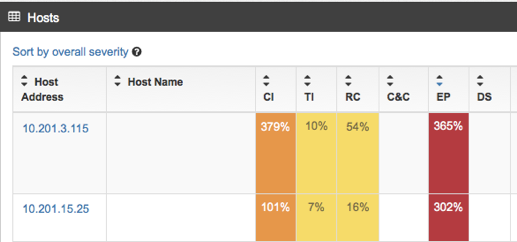 Hosts
Sort by overall severity ?
Host Address
Host Name
CI
TI
RC
C&C
EP
DS
10.201.3.115
379%
10%
54%
365%
10.201.15.25
101%
7%
16%
302%